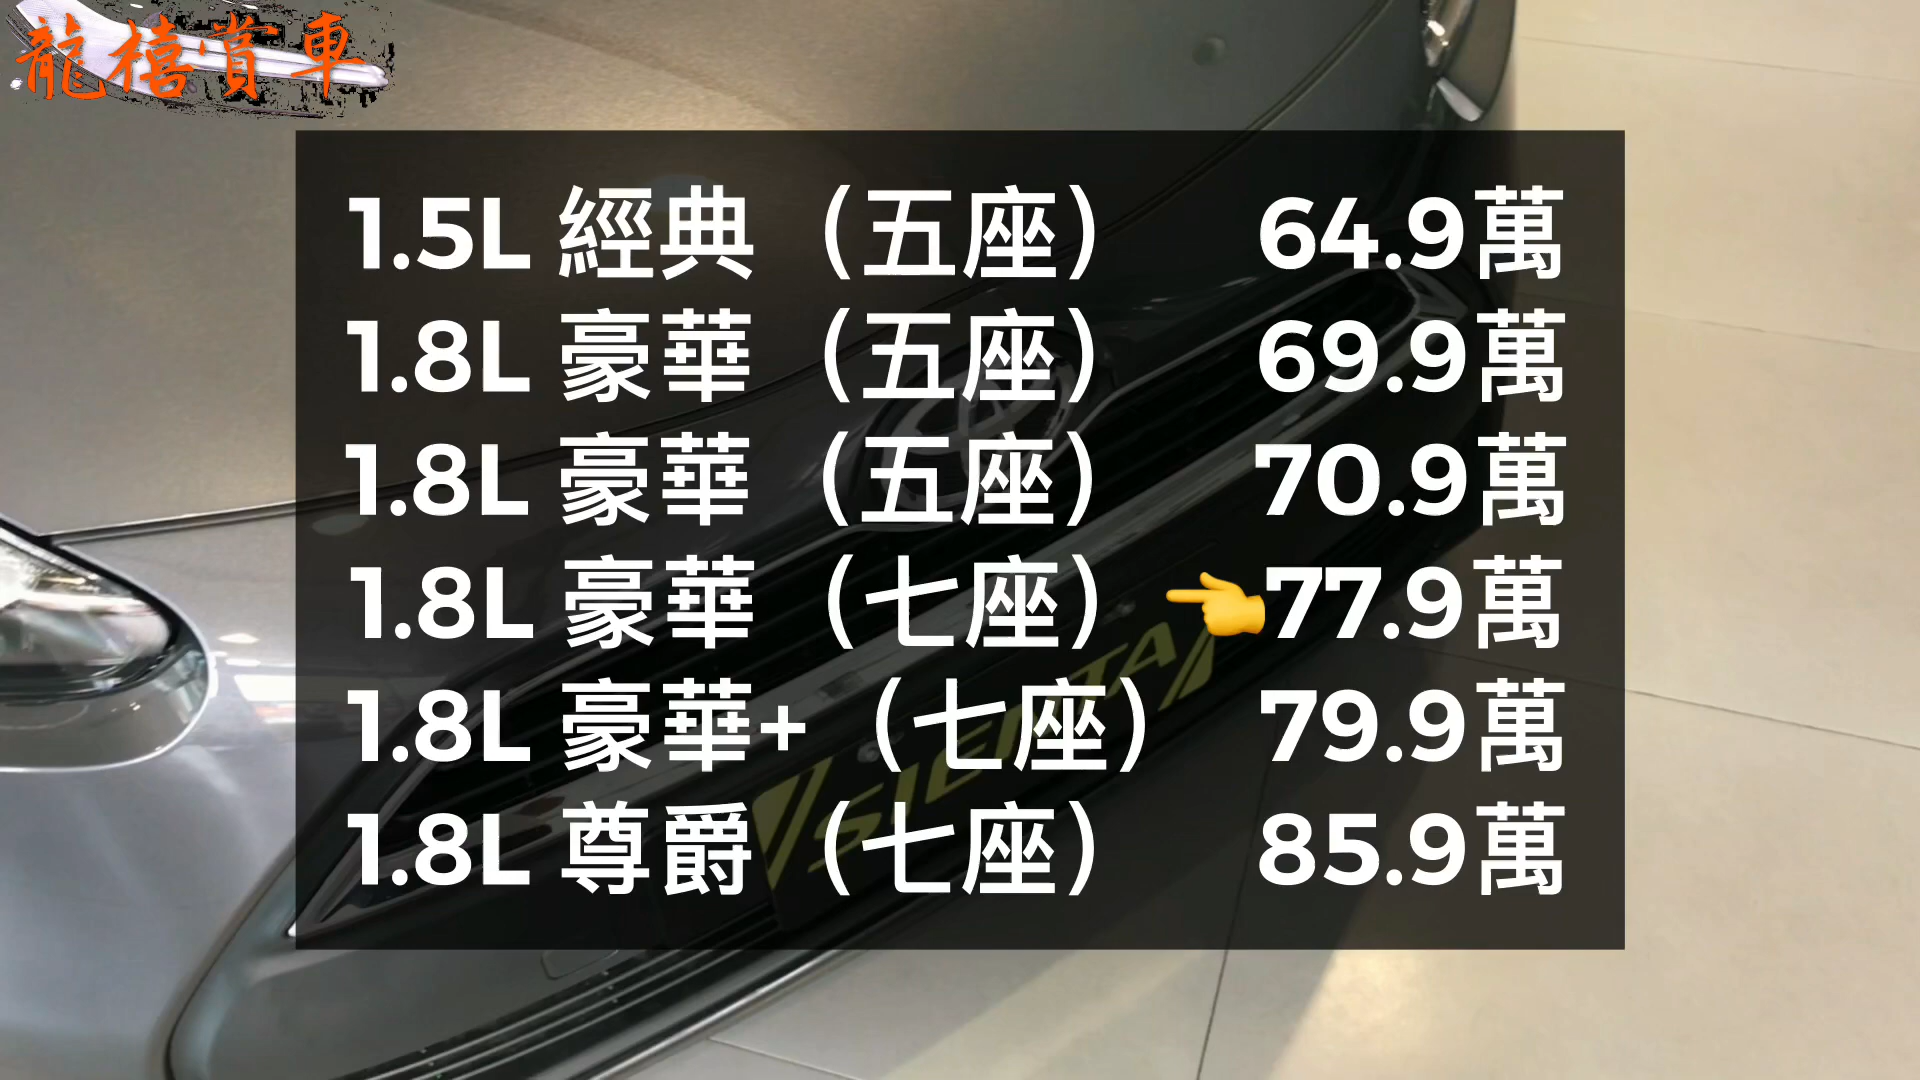 龍禧賞車
1.5L 經典（五座） 64.9萬
1.8L 豪華（五座） 69.9萬
1.8L 豪華（五座） 70.9萬
1.8L 豪華（七座）👈77.9萬
1.8L 豪華+（七座） 79.9萬
1.8L 尊爵（七座） 85.9萬
SIENTA